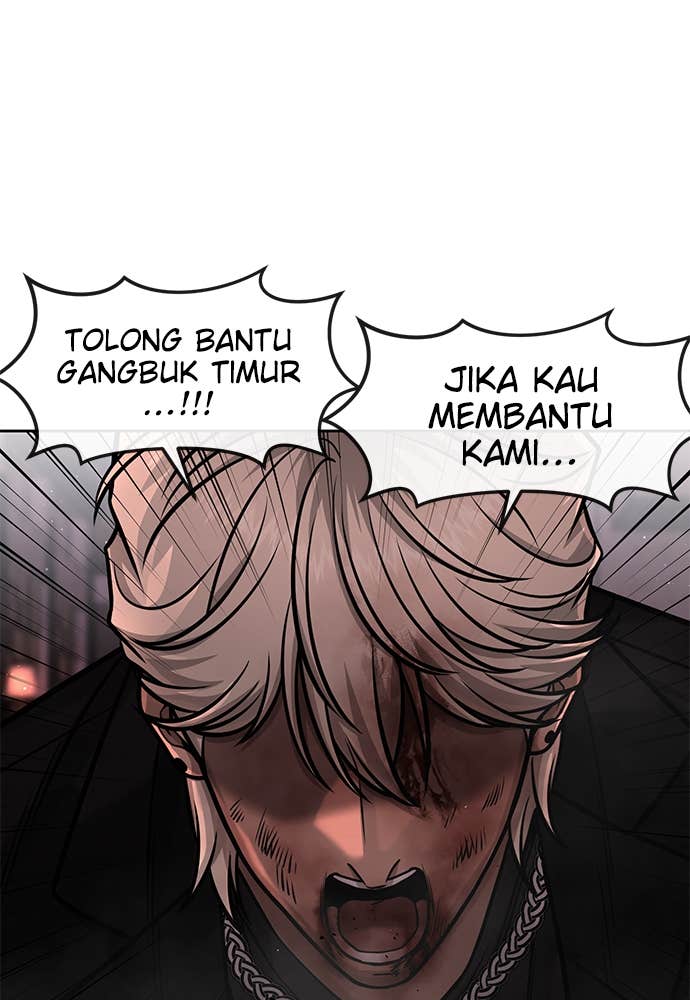 TOLONG BANTU
GANGBUK TIMUR
...!!!
JIKA KAU
MEMBANTU
KAMI...